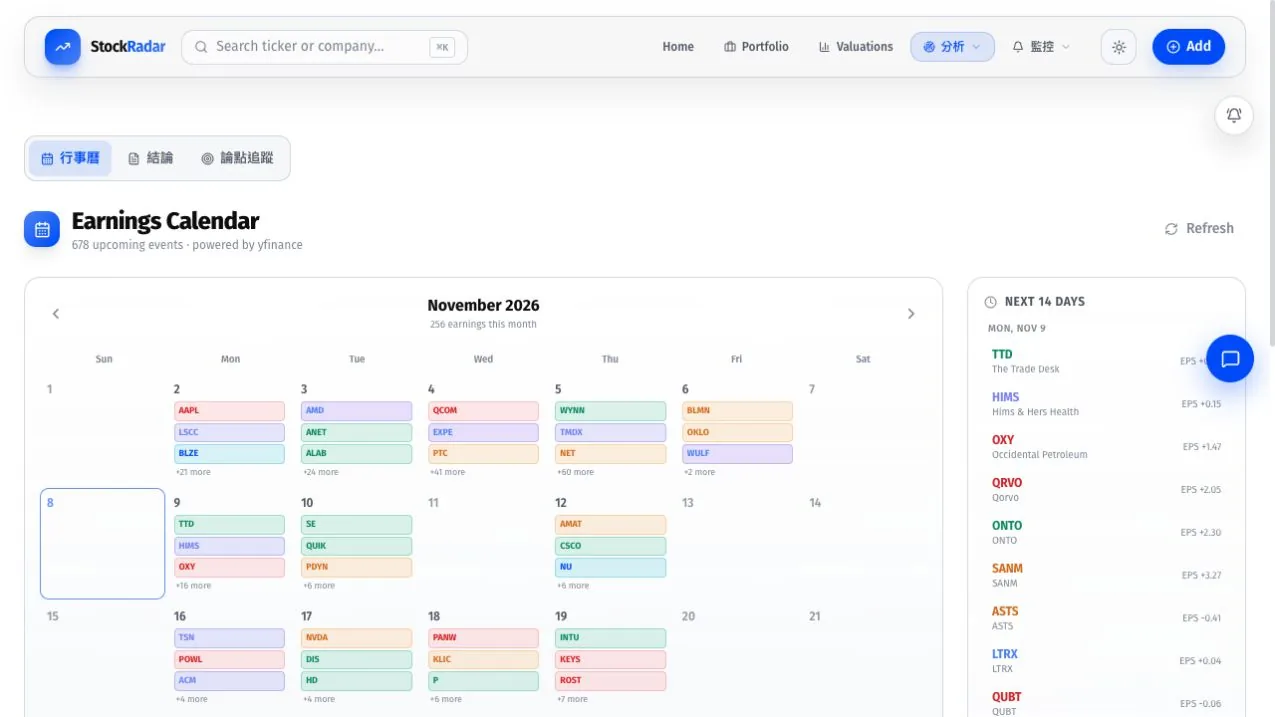 StockRadar
Search ticker or company...
⌘K
Home
Portfolio
Valuations
分析
監控
Add
行事曆
結論
論點追蹤
Earnings Calendar
678 upcoming events · powered by yfinance
Refresh
November 2026
256 earnings this month
Sun Mon Tue Wed Thu Fri Sat
1 2 3 4 5 6 7
AAPL AMD QCOM WYNN BLMN
LSCC ANET EXPE TMDX OKLO
BLZE ALAB PTC NET WULF
+21 more +24 more +41 more +60 more +2 more
8 9 10 11 12 13 14
TTD SE AMAT
HIMS QUIK CSCO
OXY PDYN NU
+16 more +6 more +6 more
15 16 17 18 19 20 21
TSN NVDA PANW INTU
POWL DIS KLIC KEYS
ACM HD P ROST
+4 more +4 more +6 more +7 more
NEXT 14 DAYS
MON, NOV 9
TTD
The Trade Desk
EPS
HIMS
Hims & Hers Health
EPS +0.15
OXY
Occidental Petroleum
EPS +1.47
QRVO
Qorvo
EPS +2.05
ONTO
ONTO
EPS +2.30
SANM
SANM
EPS +3.27
ASTS
ASTS
EPS -0.41
LTRX
LTRX
EPS +0.04
QUBT
QUBT
EPS -0.06